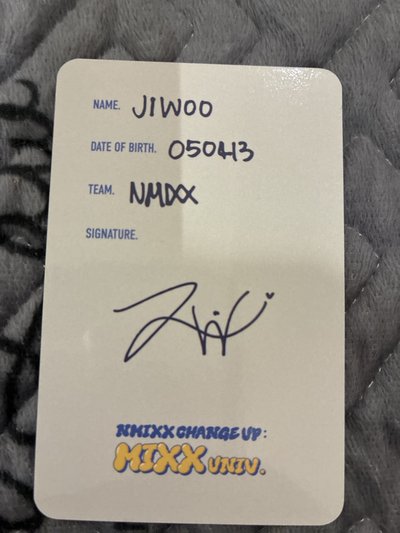 NAME. JIWOO
DATE OF BIRTH. 050413
TEAM. NMIXX
SIGNATURE.
NMIXX CHANGE UP:
MIXX UNIV.